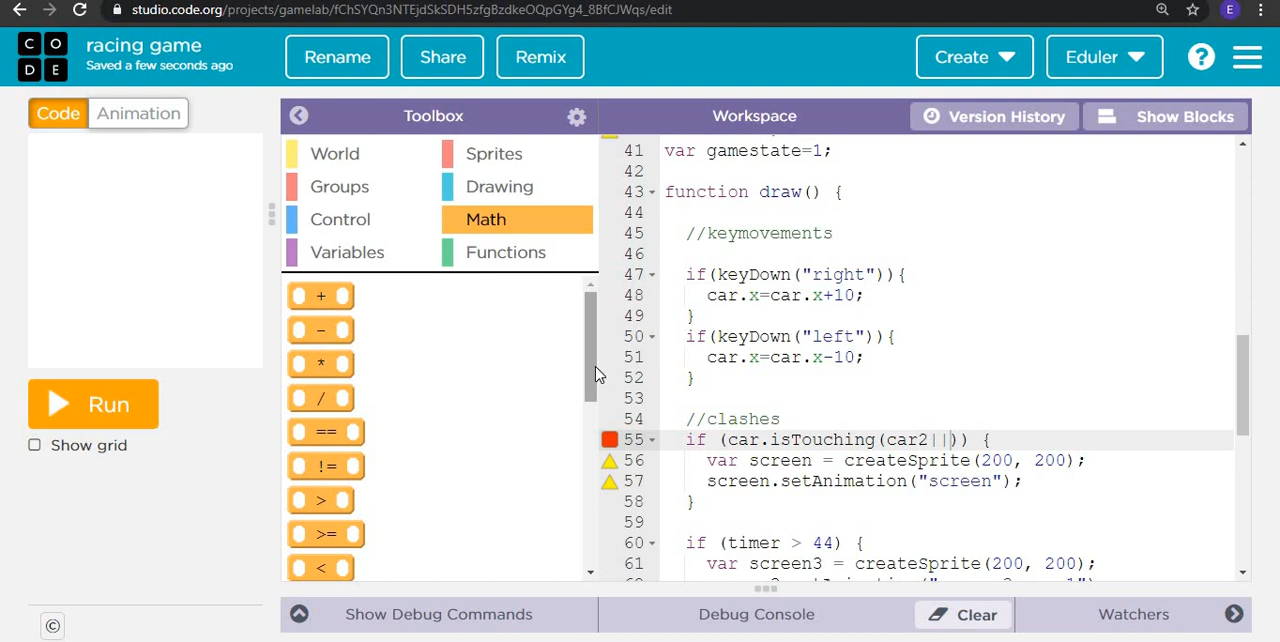 studio.code.org/projects/gamelab/fChSYQn3NTEjdSkSDH5zfgBzdkeOQpGYg4_8BfCJWqs/edit
E
C O
D E
racing game
Saved a few seconds ago
Rename
Share
Remix
Create
Eduler
?
Code
Animation
Toolbox
Workspace
Version History
Show Blocks
World
Sprites
Groups
Drawing
Control
Math
Variables
Functions
+
-
*
/
==
!=
>
>=
<
Run
Show grid
41 var gamestate=1;
42
43 function draw() {
44
45 //keymovements
46
47 if(keyDown("right")){
48 car.x=car.x+10;
49 }
50 if(keyDown("left")){
51 car.x=car.x-10;
52 }
53
54 //clashes
55 if (car.isTouching(car2||)) {
56 var screen = createSprite(200, 200);
57 screen.setAnimation("screen");
58 }
59
60 if (timer > 44) {
61 var screen3 = createSprite(200, 200);
©
Show Debug Commands
Debug Console
Clear
Watchers